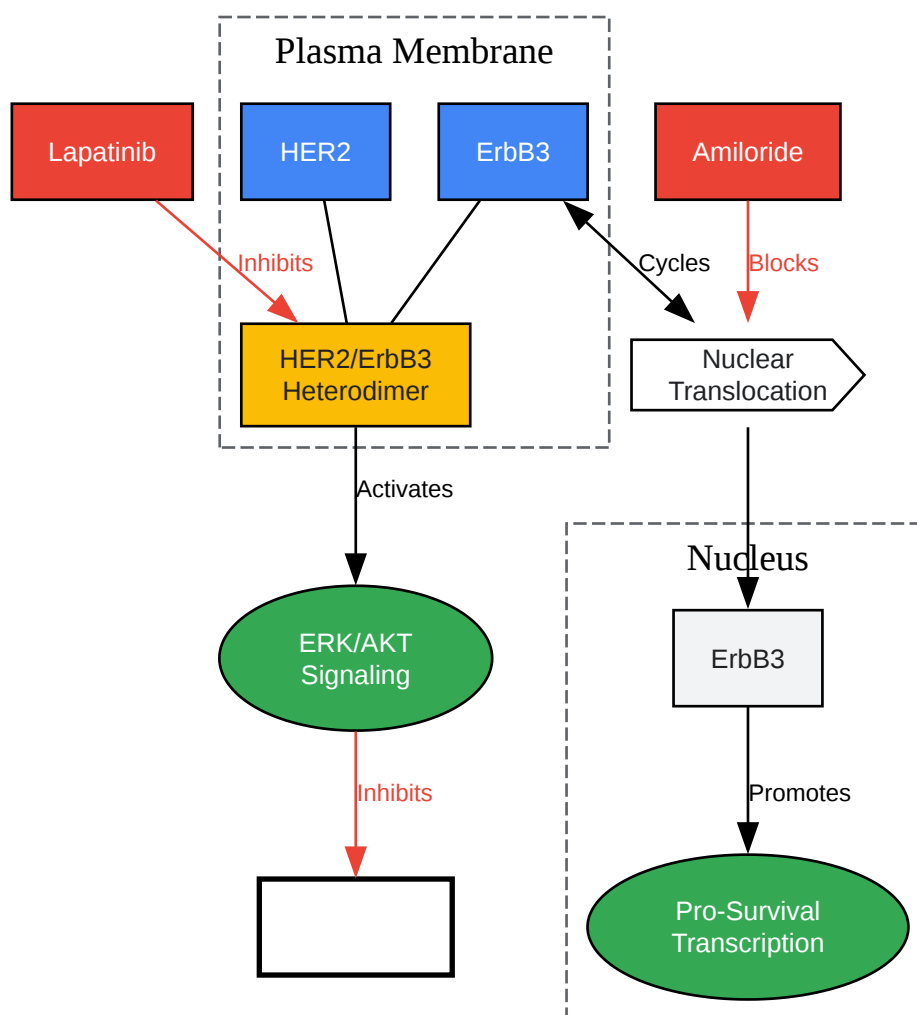 Plasma Membrane
Lapatinib
HER2
ErbB3
Amiloride
Inhibits
Cycles
Blocks
HER2/ErbB3
Heterodimer
Nuclear
Translocation
Activates
Nucleus
ERK/AKT
Signaling
ErbB3
Inhibits
Promotes
Pro-Survival
Transcription